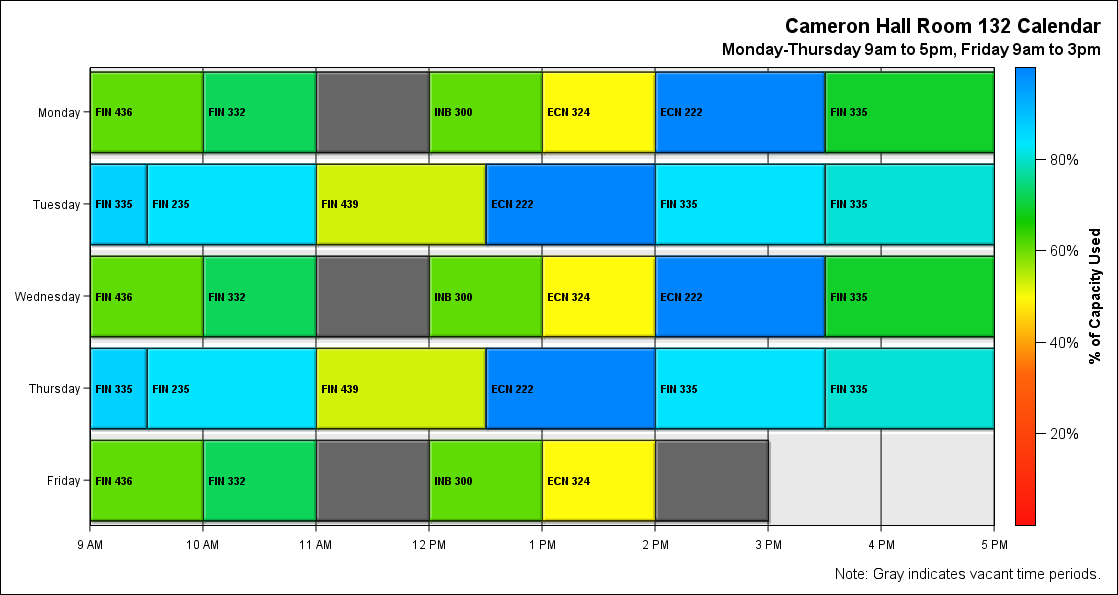 Cameron Hall Room 132 Calendar
Monday-Thursday 9am to 5pm, Friday 9am to 3pm
Monday FIN 436 FIN 332 INB 300 ECN 324 ECN 222 FIN 335
Tuesday FIN 335 FIN 235 FIN 439 ECN 222 FIN 335 FIN 335
Wednesday FIN 436 FIN 332 INB 300 ECN 324 ECN 222 FIN 335
Thursday FIN 335 FIN 235 FIN 439 ECN 222 FIN 335 FIN 335
Friday FIN 436 FIN 332 INB 300 ECN 324
9 AM 10 AM 11 AM 12 PM 1 PM 2 PM 3 PM 4 PM 5 PM
80%
60%
40%
20%
% of Capacity Used
Note: Gray indicates vacant time periods.